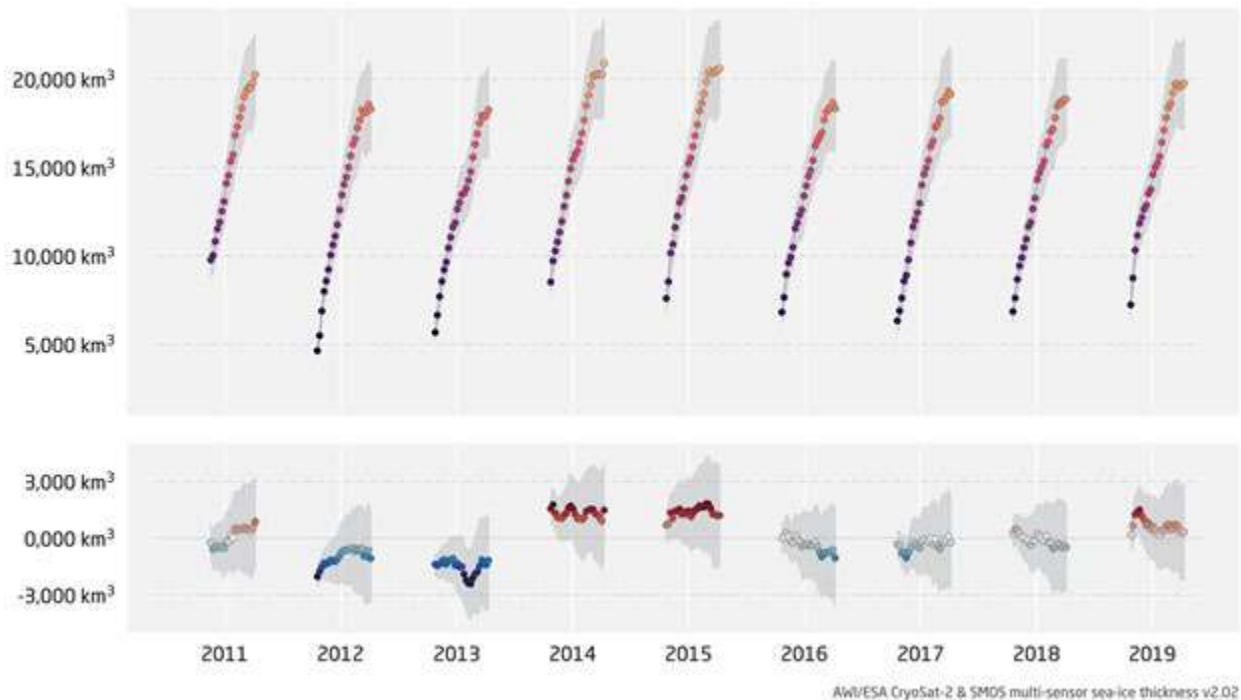 20,000 km³
15,000 km³
10,000 km³
5,000 km³
3,000 km³
0,000 km³
-3,000 km³
2011 2012 2013 2014 2015 2016 2017 2018 2019
AWI/ESA CryoSat-2 & SMOS multi-sensor sea-ice thickness v2.02